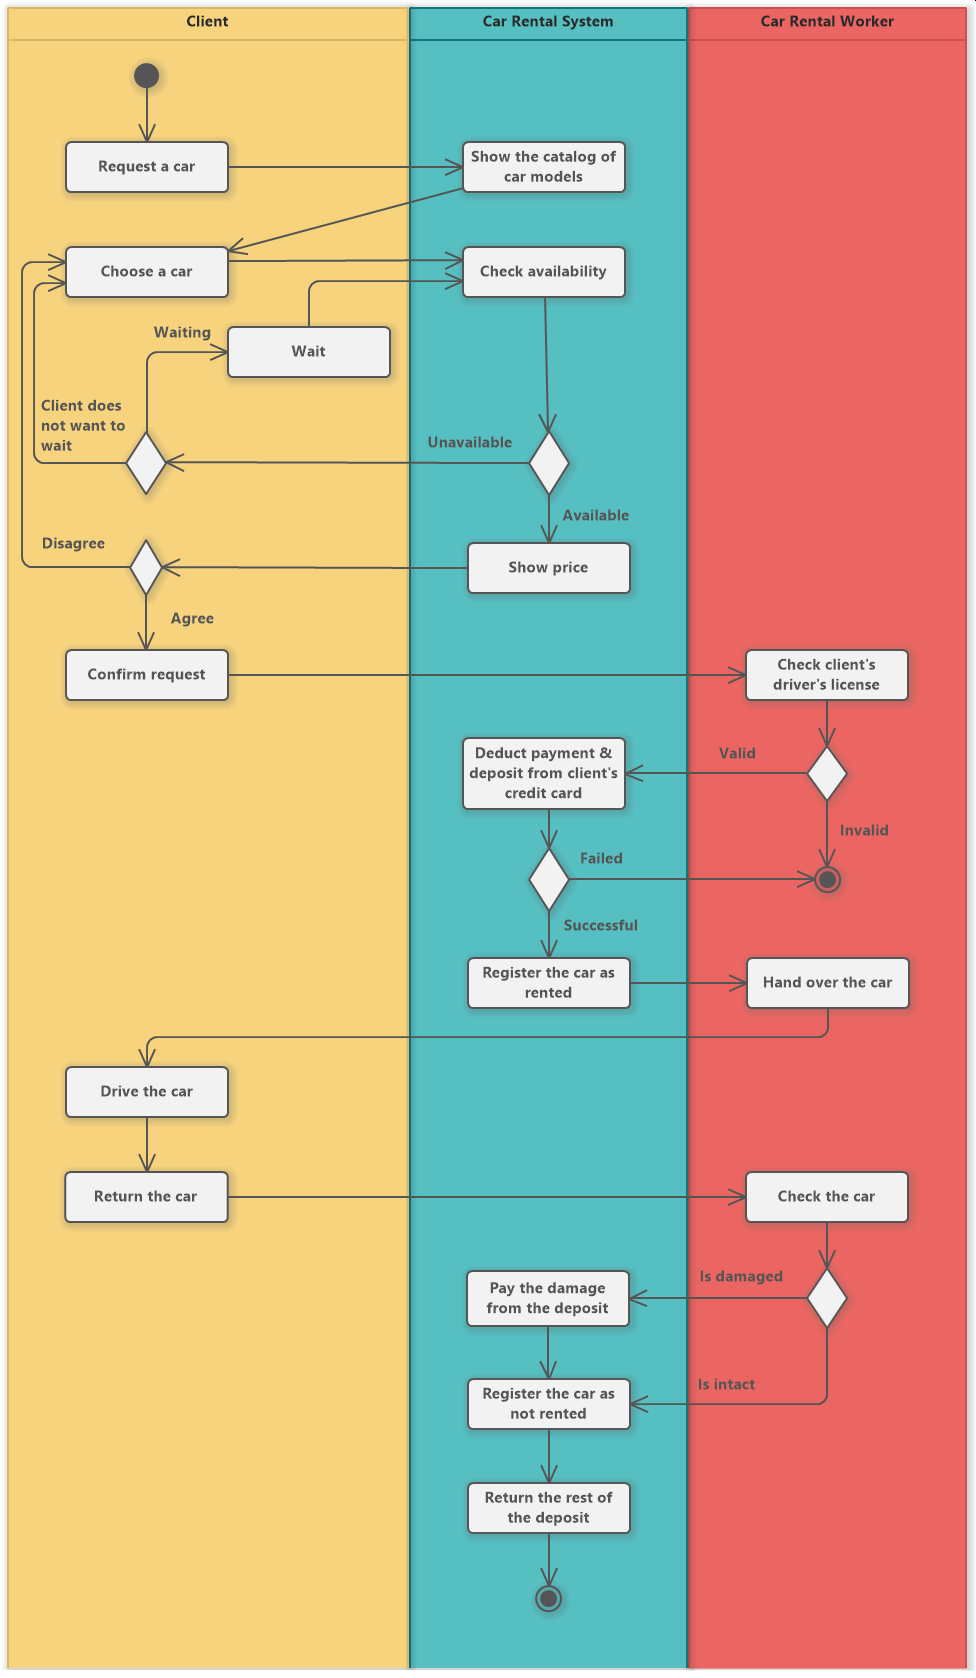 Client
Car Rental System
Car Rental Worker
Request a car
Show the catalog of
car models
Choose a car
Check availability
Waiting
Wait
Client does
not want to
wait
Unavailable
Available
Disagree
Show price
Agree
Confirm request
Check client's
driver's license
Deduct payment &
deposit from client's
credit card
Valid
Invalid
Failed
Successful
Register the car as
rented
Hand over the car
Drive the car
Return the car
Check the car
Is damaged
Pay the damage
from the deposit
Is intact
Register the car as
not rented
Return the rest of
the deposit